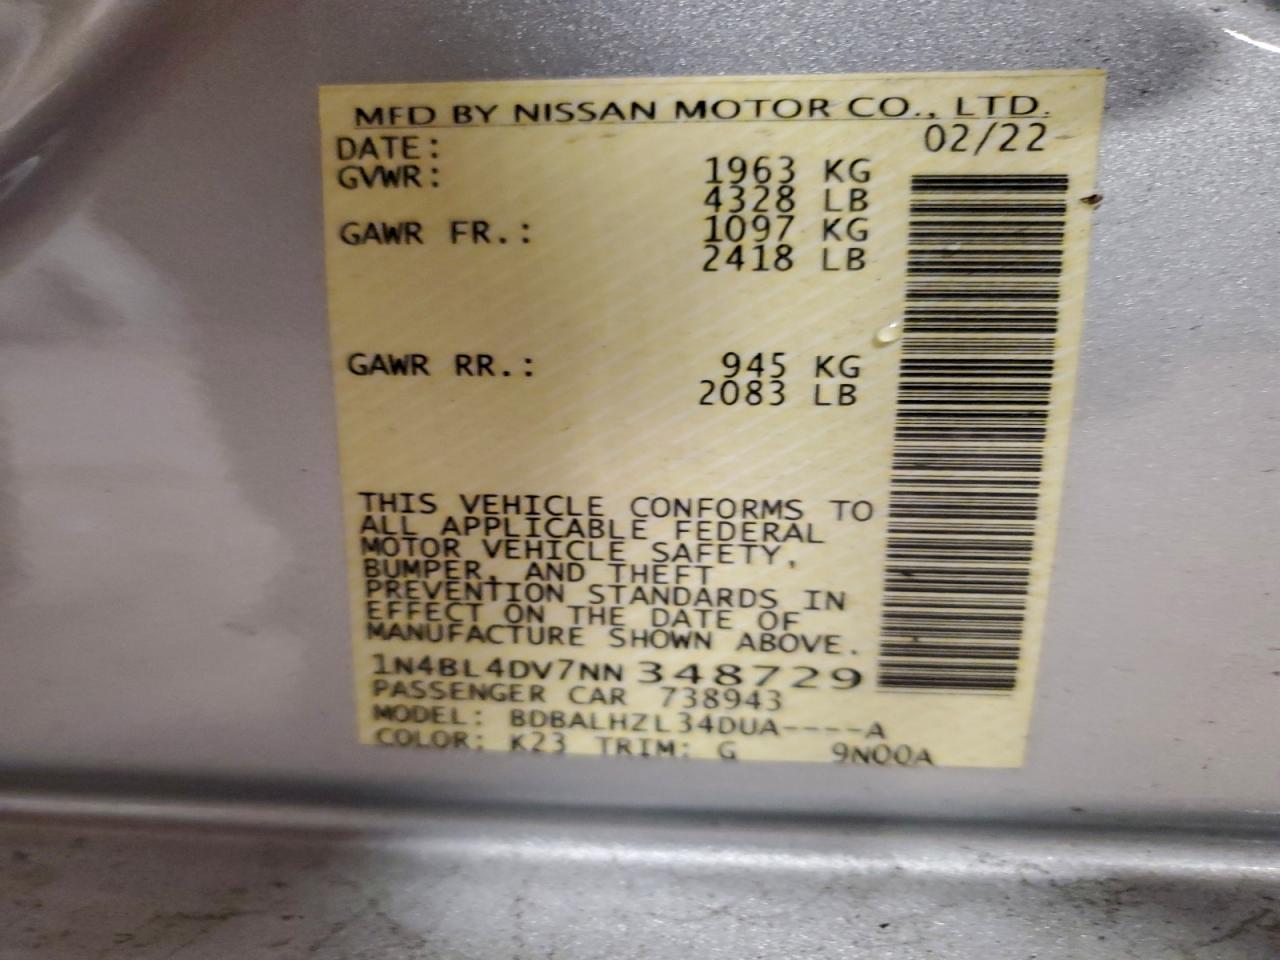 MFD BY NISSAN MOTOR CO., LTD.
DATE: 02/22
GVWR: 1963 KG
4328 LB
GAWR FR.: 1097 KG
2418 LB
GAWR RR.: 945 KG
2083 LB
THIS VEHICLE CONFORMS TO
ALL APPLICABLE FEDERAL
MOTOR VEHICLE SAFETY,
BUMPER, AND THEFT
PREVENTION STANDARDS IN
EFFECT ON THE DATE OF
MANUFACTURE SHOWN ABOVE.
1N4BL4DV7NN348729
PASSENGER CAR 738943
MODEL: BDBALHZL34DUA----A
COLOR: K23 TRIM: G 9N00A